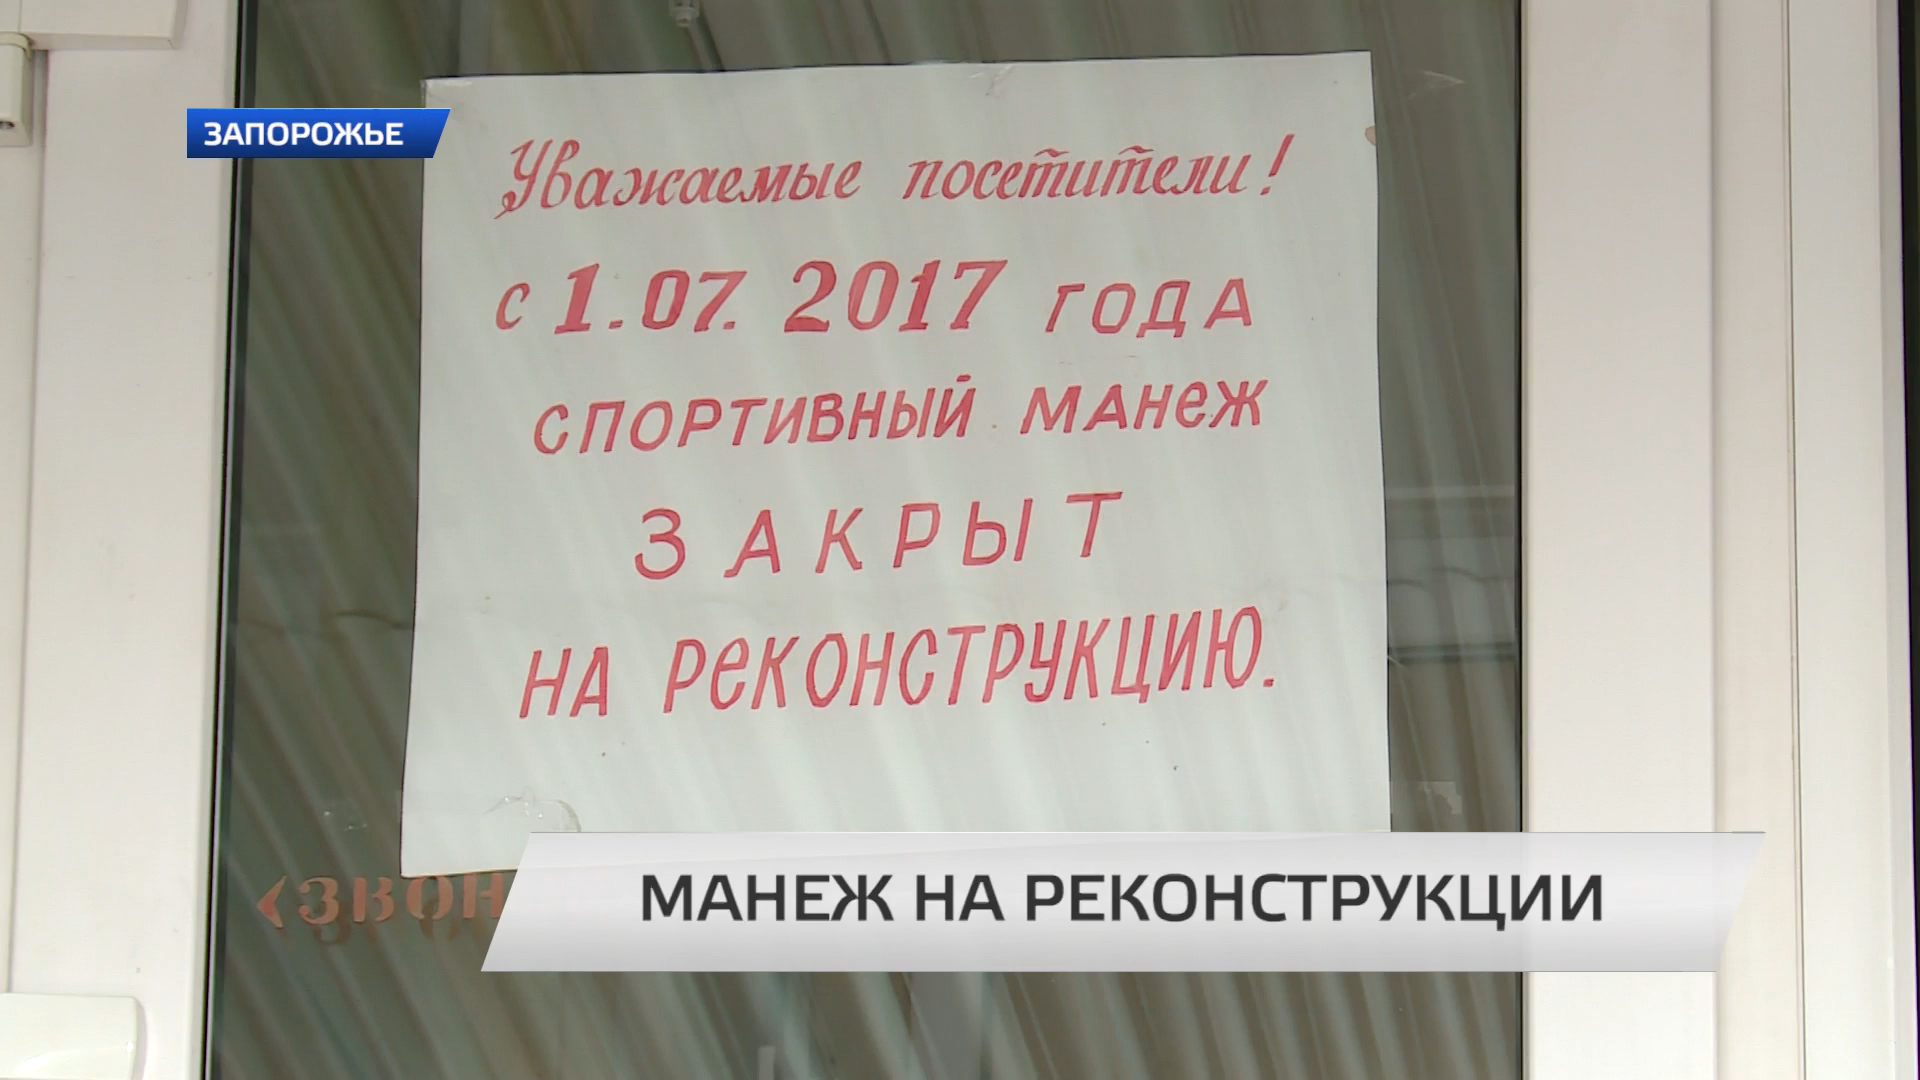 ЗАПОРОЖЬЕ
Уважаемые посетители!
с 1.07.2017 ГОДА
СПОРТИВНЫЙ МАНеЖ
ЗАКРЫТ
НА РеКОНСТРУКЦИЮ.
МАНЕЖ НА РЕКОНСТРУКЦИИ